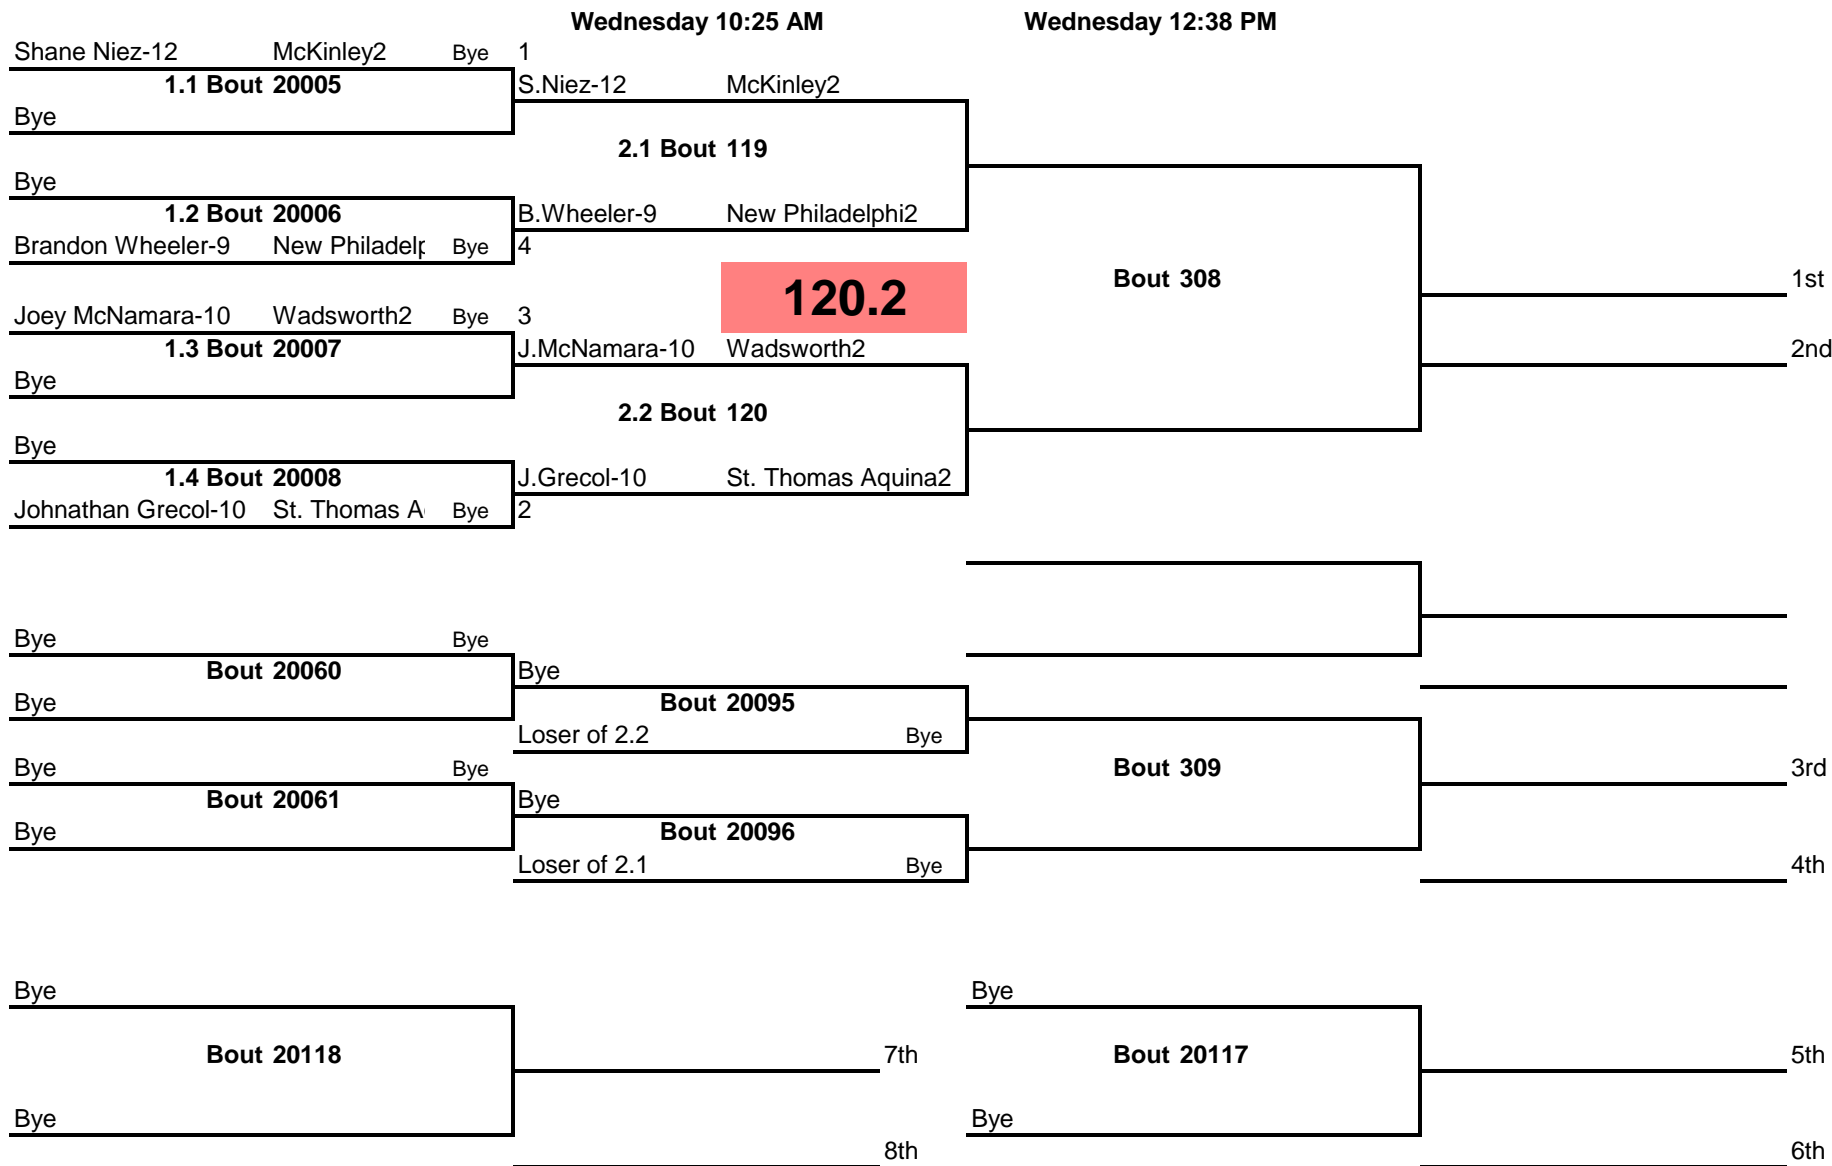 Wednesday 10:25 AM Wednesday 12:38 PM
Shane Niez-12 McKinley2 Bye 1
1.1 Bout 20005 S.Niez-12 McKinley2
Bye
2.1 Bout 119
Bye
1.2 Bout 20006 B.Wheeler-9 New Philadelphi2
Brandon Wheeler-9 New Philadelp Bye 4
120.2 Bout 308 1st
Joey McNamara-10 Wadsworth2 Bye 3
1.3 Bout 20007 J.McNamara-10 Wadsworth2 2nd
Bye
2.2 Bout 120
Bye
1.4 Bout 20008 J.Grecol-10 St. Thomas Aquina2
Johnathan Grecol-10 St. Thomas A Bye 2
Bye Bye
Bout 20060 Bye
Bye Bout 20095
Loser of 2.2 Bye
Bye Bye Bout 309 3rd
Bout 20061 Bye
Bye Bout 20096
Loser of 2.1 Bye 4th
Bye Bye
Bout 20118 7th Bout 20117 5th
Bye Bye
8th 6th